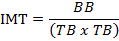 IMT = BB / (TB x TB)